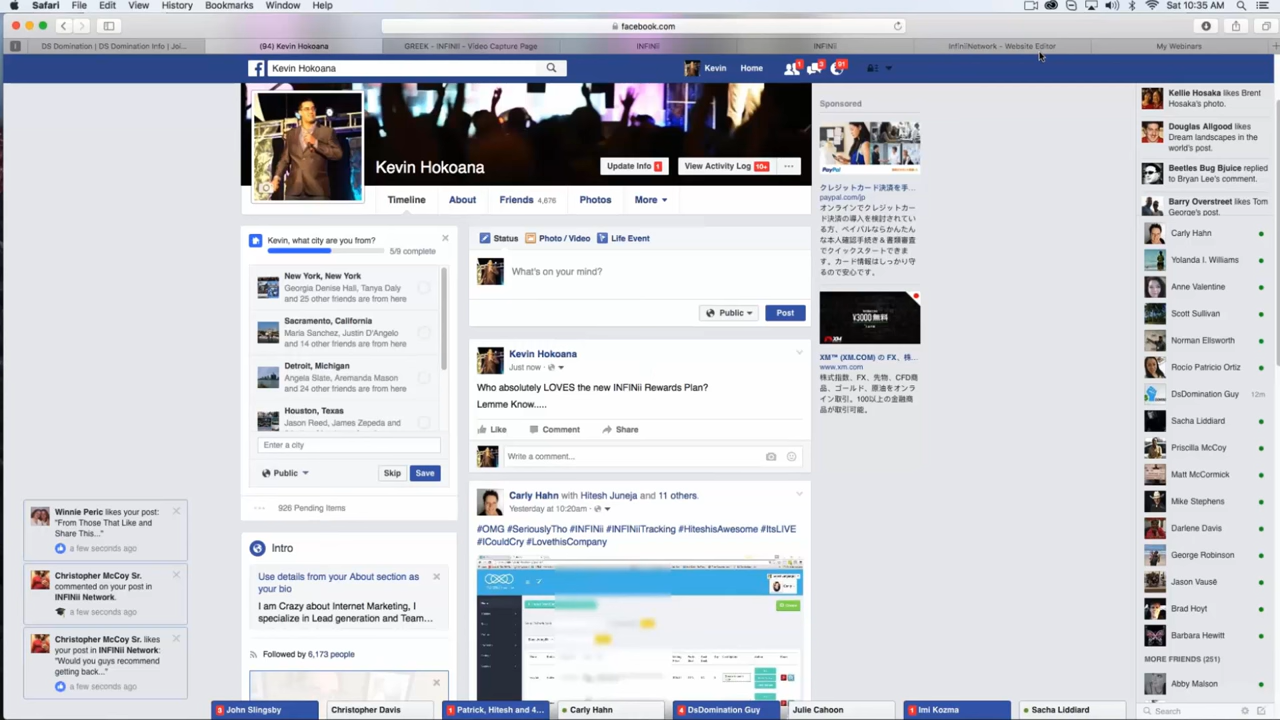 Safari File Edit View History Bookmarks Window Help
Sat 10:35 AM
facebook.com
DS Domination | DS Domination Info | Joi...
(94) Kevin Hokoana
GREEK - INFINii - Video Capture Page
INFINii
INFINii
InfiniiNetwork - Website Editor
My Webinars
Kevin Hokoana
Kevin Home 1 3 91
Kevin Hokoana
Update Info 1
View Activity Log 10+
Timeline About Friends 4,676 Photos More
Kevin, what city are you from?
5/9 complete
New York, New York
Georgia Denise Hall, Tanya Daly
and 25 other friends are from here
Sacramento, California
Maria Sanchez, Justin D'Angelo
and 14 other friends are from here
Detroit, Michigan
Angela Slate, Aremanda Mason
and 24 other friends are from here
Houston, Texas
Jason Reed, James Zepeda and
Enter a city
Public Skip Save
926 Pending Items
Intro
Use details from your About section as
your bio
I am Crazy about Internet Marketing, I
specialize in Lead generation and Team...
Followed by 6,173 people
Status Photo / Video Life Event
What's on your mind?
Public Post
Kevin Hokoana
Just now
Who absolutely LOVES the new INFINii Rewards Plan?
Lemme Know.....
Like Comment Share
Write a comment...
Carly Hahn with Hitesh Juneja and 11 others.
Yesterday at 10:20am
#OMG #SeriouslyTho #INFINii #INFINiiTracking #HiteshisAwesome #ItsLIVE
#ICouldCry #LovethisCompany
Sponsored
PayPal
クレジットカード決済を手...
paypal.com/jp
オンラインでクレジットカー
ド決済の導入を検討されてい
る方、ペイパルならかんたん
な本人確認手続き&書類審査
でクイックスタートできま
す。カード情報はしっかり守
るので安心です。
¥3000無料
XM
XM™ (XM.COM) の FX、株...
www.xm.com
株式指数、FX、先物、CFD商
品、ゴールド、原油をオンラ
イン取引。100以上の金融商
品が取引可能。
Kellie Hosaka likes Brent
Hosaka's photo.
Douglas Allgood likes
Dream landscapes in the
world's post.
Beetles Bug Bjuice replied
to Bryan Lee's comment.
Barry Overstreet likes Tom
George's post.
Carly Hahn
Yolanda I. Williams
Anne Valentine
Scott Sullivan
Norman Ellsworth
Rocio Patricio Ortiz
DsDomination Guy 12m
Sacha Liddiard
Priscilla McCoy
Matt McCormick
Mike Stephens
Darlene Davis
George Robinson
Jason Vausé
Brad Hoyt
Barbara Hewitt
MORE FRIENDS (251)
Abby Maison
Search
Winnie Peric likes your post:
"From Those That Like and
Share This..."
a few seconds ago
Christopher McCoy Sr.
commented on your post in
INFINii Network.
a few seconds ago
Christopher McCoy Sr. likes
your post in INFINii Network:
"Would you guys recommend
getting back..."
a few seconds ago
3 John Slingsby
Christopher Davis
1 Patrick, Hitesh and 4...
Carly Hahn
4 DsDomination Guy
Julie Cahoon
1 Imi Kozma
Sacha Liddiard